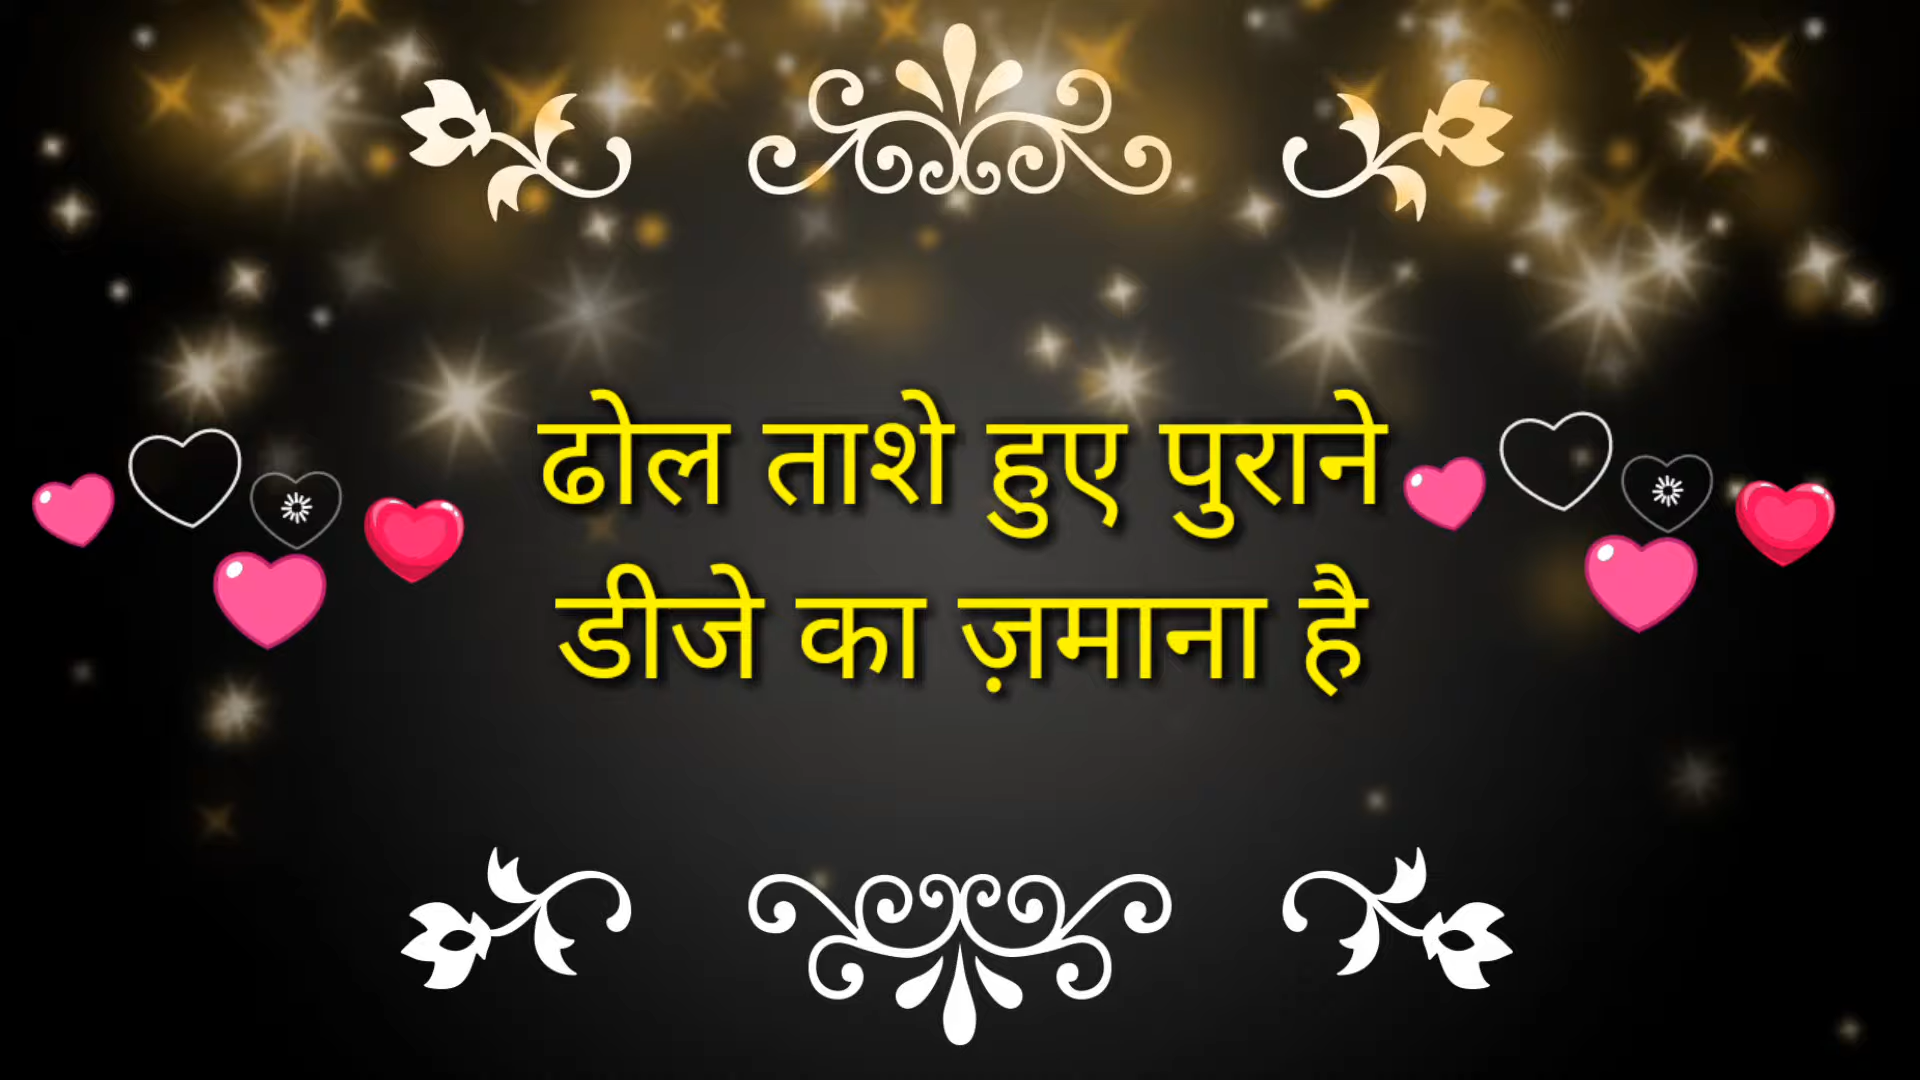 ढोल ताशे हुए पुराने
डीजे का ज़माना है